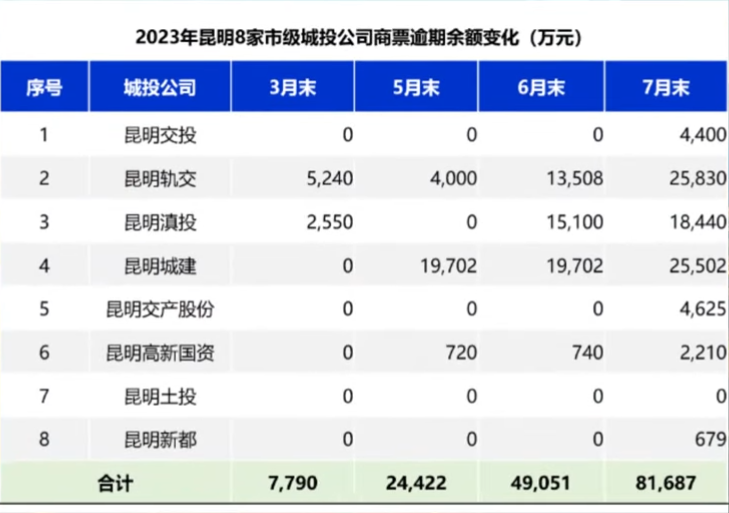 2023年昆明8家市级城投公司商票逾期余额变化（万元）
序号 城投公司 3月末 5月末 6月末 7月末
1 昆明交投 0 0 0 4,400
2 昆明轨交 5,240 4,000 13,508 25,830
3 昆明滇投 2,550 0 15,100 18,440
4 昆明城建 0 19,702 19,702 25,502
5 昆明交产股份 0 0 0 4,625
6 昆明高新国资 0 720 740 2,210
7 昆明土投 0 0 0 0
8 昆明新都 0 0 0 679
合计 7,790 24,422 49,051 81,687